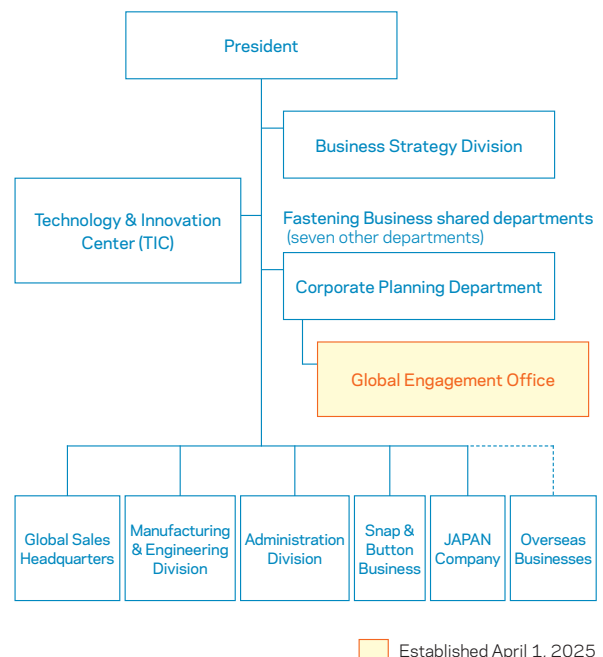 President
Business Strategy Division
Technology & Innovation
Center (TIC)
Fastening Business shared departments
(seven other departments)
Corporate Planning Department
Global Engagement Office
Global Sales
Headquarters
Manufacturing
& Engineering
Division
Administration
Division
Snap &
Button
Business
JAPAN
Company
Overseas
Businesses
Established April 1, 2025